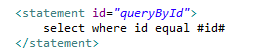 <statement id="queryById">
select where id equal #id#
</statement>